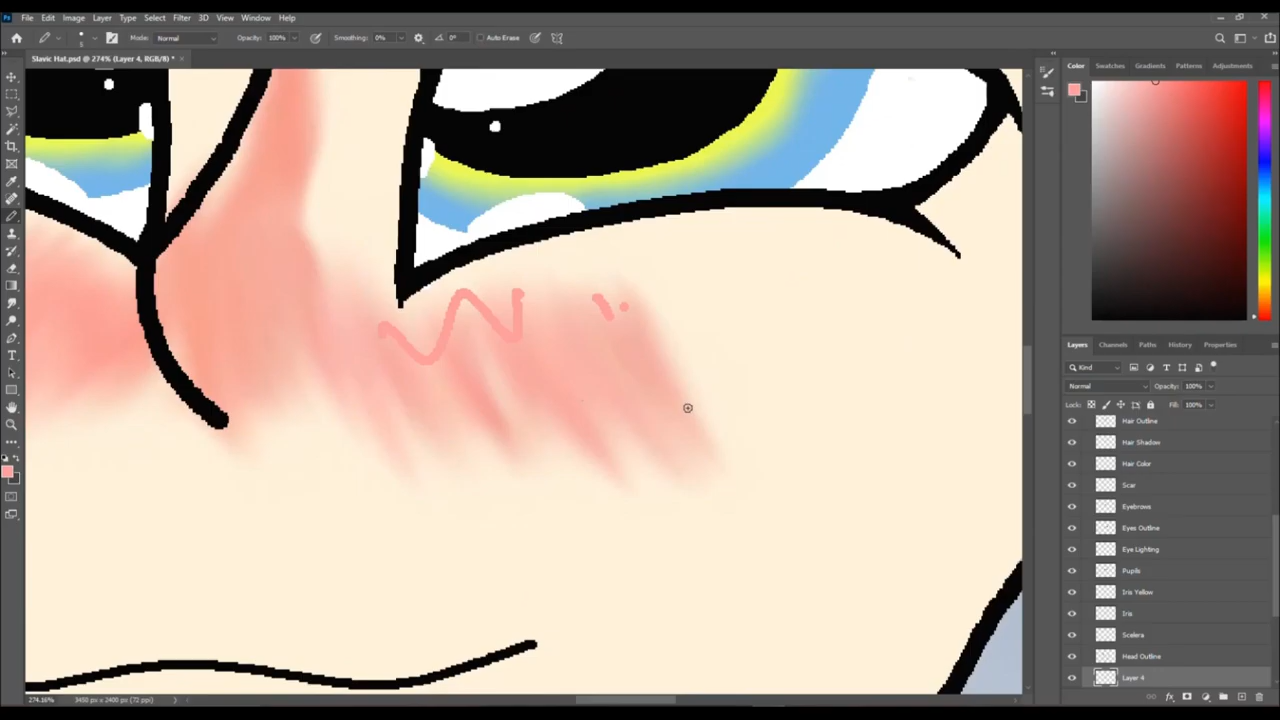 Ps File Edit Image Layer Type Select Filter 3D View Window Help
Mode: Normal Opacity: 100% Smoothing: 0% 0° Auto Erase
5
Slavic Hat.psd @ 274% (Layer 4, RGB/8) *
Color Swatches Gradients Patterns Adjustments
Layers Channels Paths History Properties
Kind
Normal Opacity: 100%
Lock: Fill: 100%
Hair Outline
Hair Shadow
Hair Color
Scar
Eyebrows
Eyes Outline
Eye Lighting
Pupils
Iris Yellow
Iris
Scalera
Head Outline
Layer 4
274.16% 3450 px x 2400 px (72 ppi)